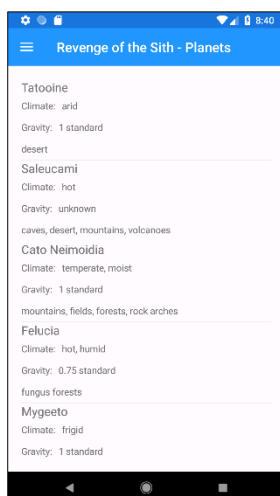 8:40
Revenge of the Sith - Planets
Tatooine
Climate: arid
Gravity: 1 standard
desert
Saleucami
Climate: hot
Gravity: unknown
caves, desert, mountains, volcanoes
Cato Neimoidia
Climate: temperate, moist
Gravity: 1 standard
mountains, fields, forests, rock arches
Felucia
Climate: hot, humid
Gravity: 0.75 standard
fungus forests
Mygeeto
Climate: frigid
Gravity: 1 standard